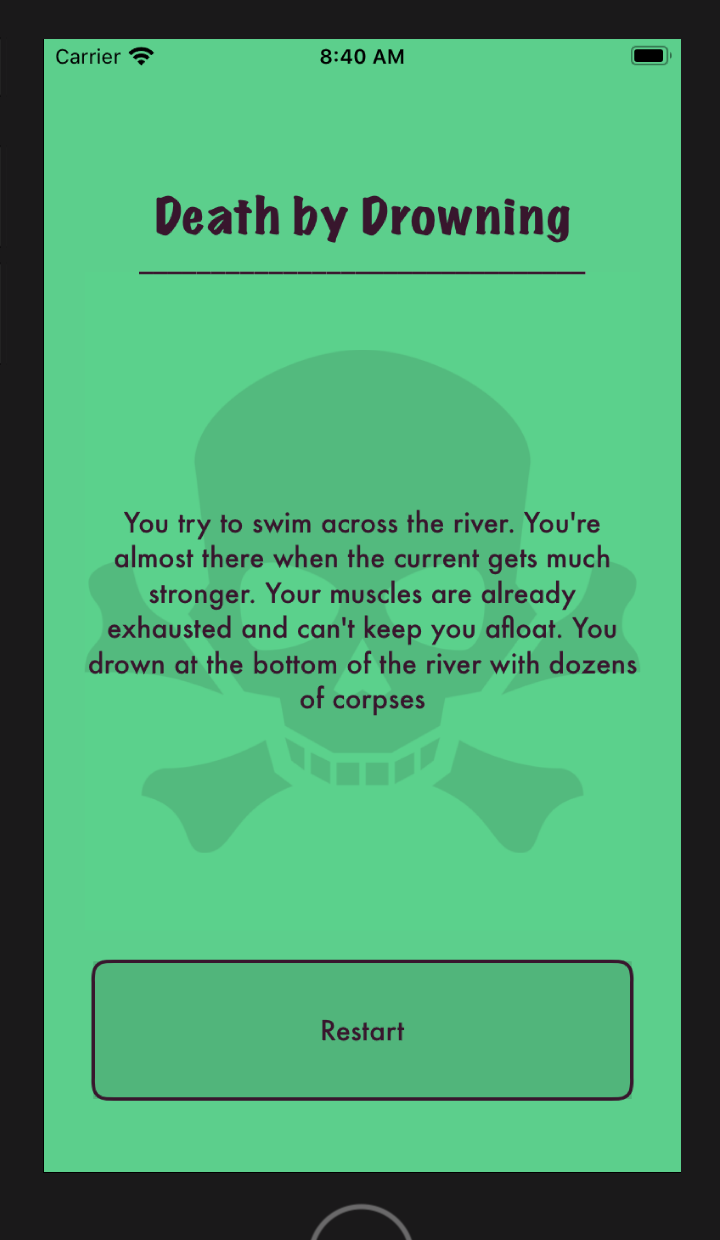 Carrier
8:40 AM
Death by Drowning
You try to swim across the river. You're
almost there when the current gets much
stronger. Your muscles are already
exhausted and can't keep you afloat. You
drown at the bottom of the river with dozens
of corpses
Restart